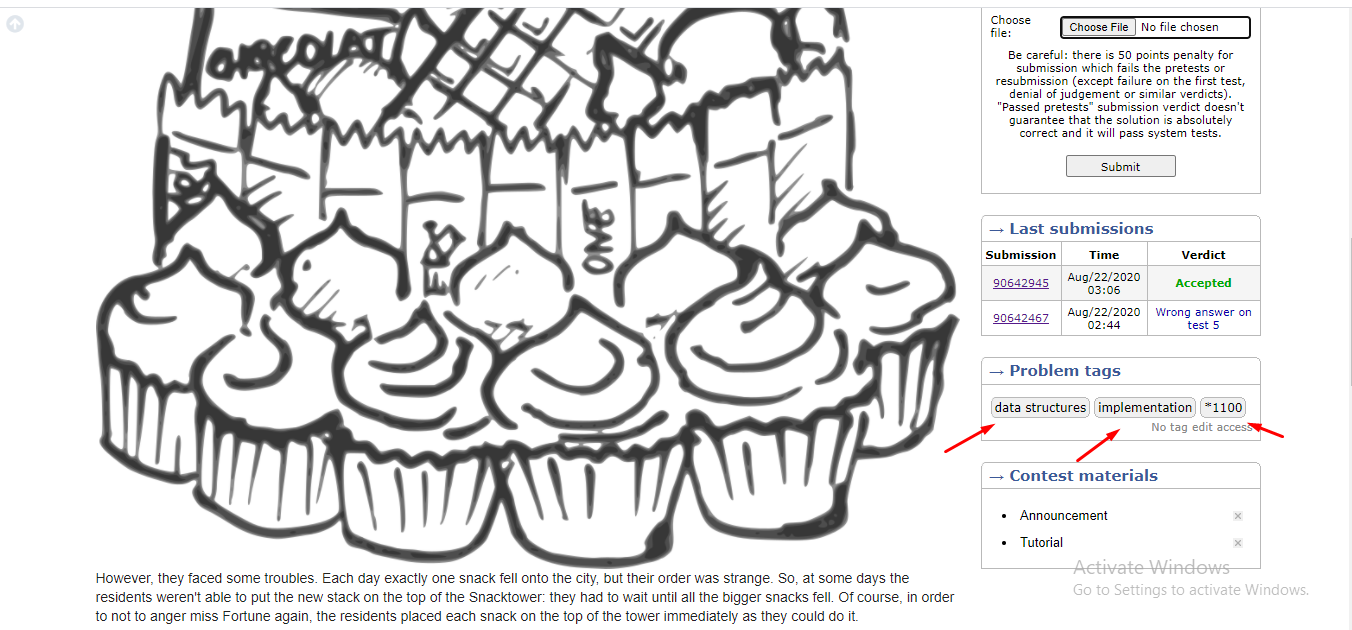 CHOCOLAT
ONE
Choose file:
Choose File No file chosen
Be careful: there is 50 points penalty for
submission which fails the pretests or
resubmission (except failure on the first test,
denial of judgement or similar verdicts).
"Passed pretests" submission verdict doesn't
guarantee that the solution is absolutely
correct and it will pass system tests.
Submit
→ Last submissions
Submission Time Verdict
90642945 Aug/22/2020 03:06 Accepted
90642467 Aug/22/2020 02:44 Wrong answer on test 5
→ Problem tags
data structures implementation *1100
No tag edit access
→ Contest materials
Announcement
Tutorial
However, they faced some troubles. Each day exactly one snack fell onto the city, but their order was strange. So, at some days the
residents weren't able to put the new stack on the top of the Snacktower: they had to wait until all the bigger snacks fell. Of course, in order
to not to anger miss Fortune again, the residents placed each snack on the top of the tower immediately as they could do it.
Activate Windows
Go to Settings to activate Windows.